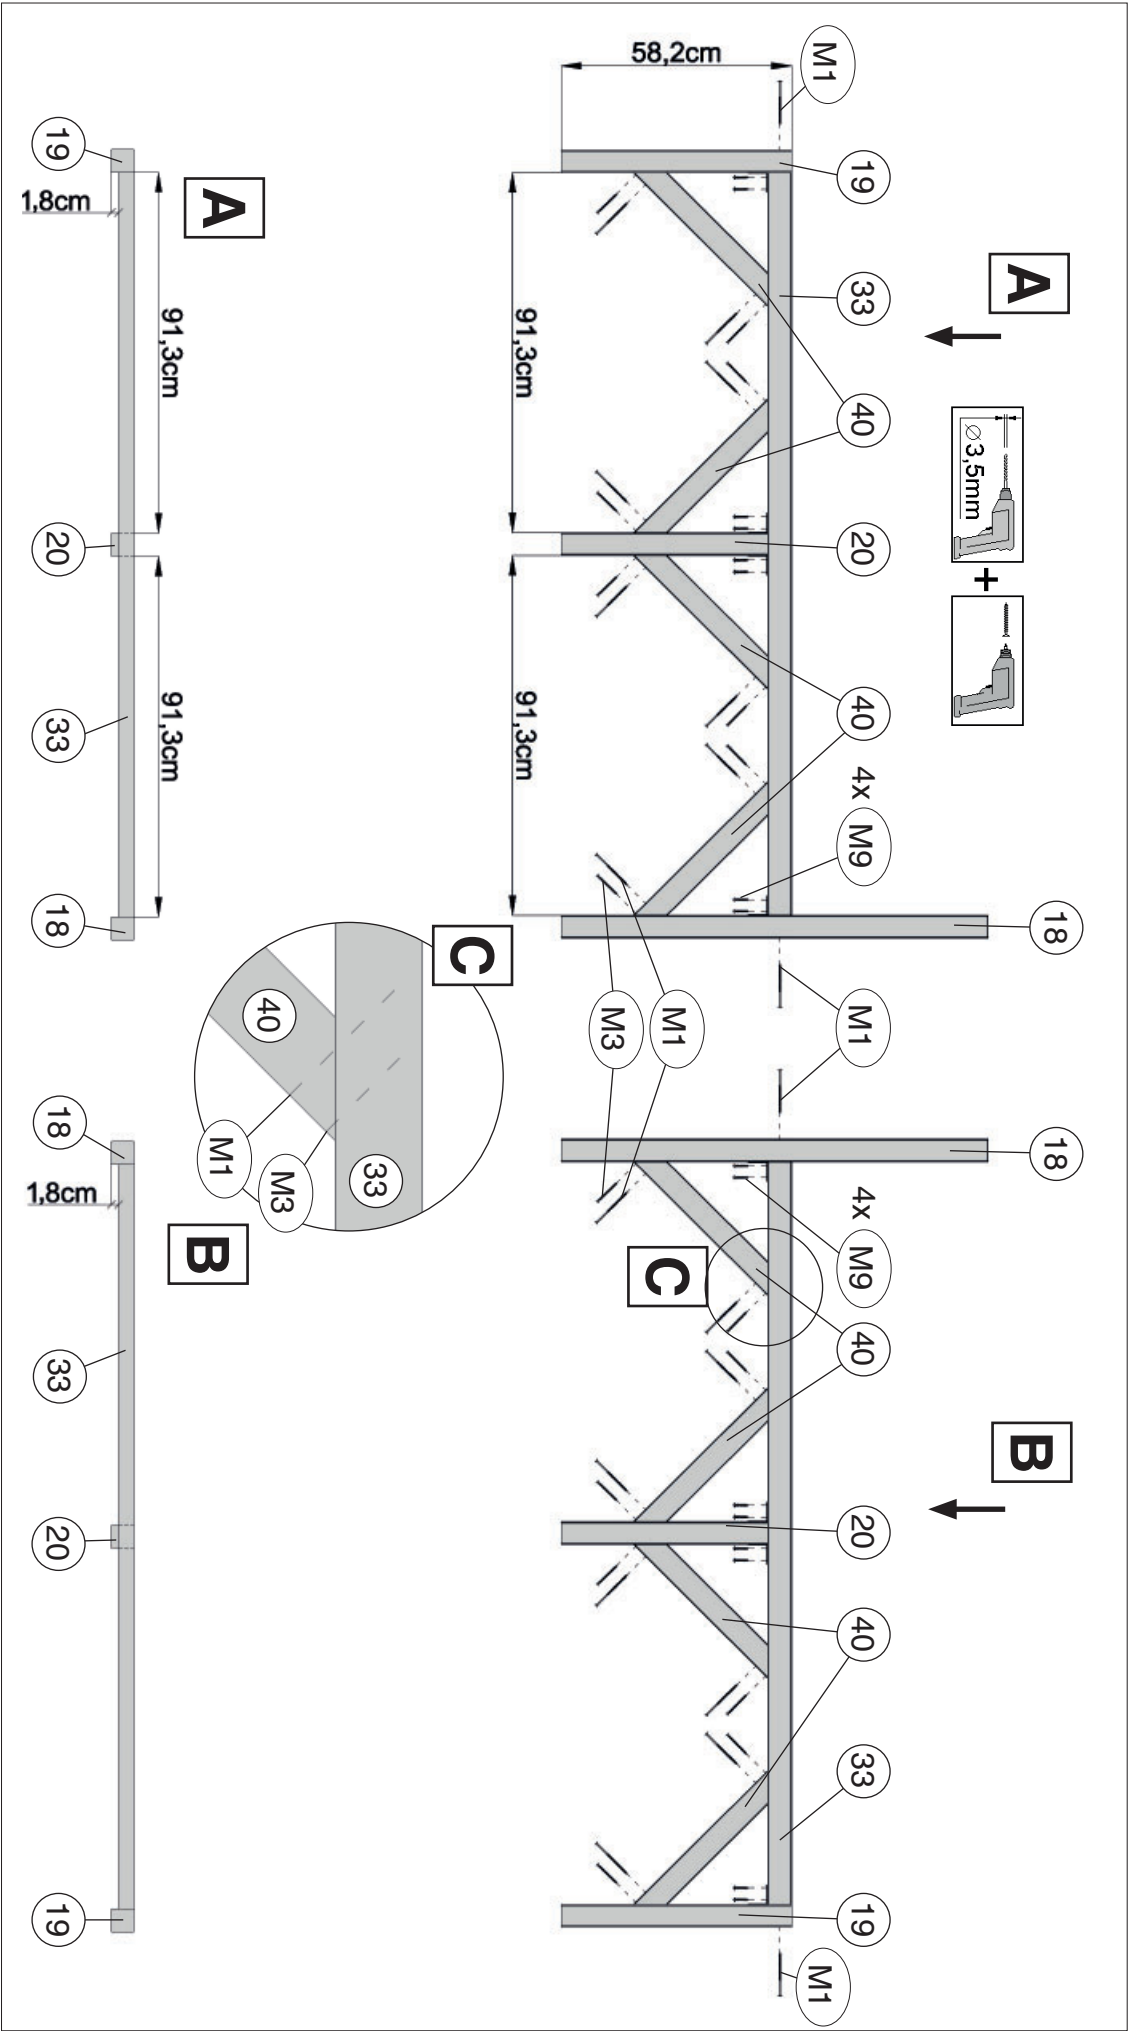 18 18
A B
Ø 3,5mm +
19 33 40 20 40 4x M9 M1 18 4x M9 40 20 40 33 19
M1 M1
58,2cm
M1 C
M3
91,3cm 91,3cm
C
33
40 M3
M1
A B
91,3cm 91,3cm
1,8cm 1,8cm
19 20 33 18 18 33 20 19